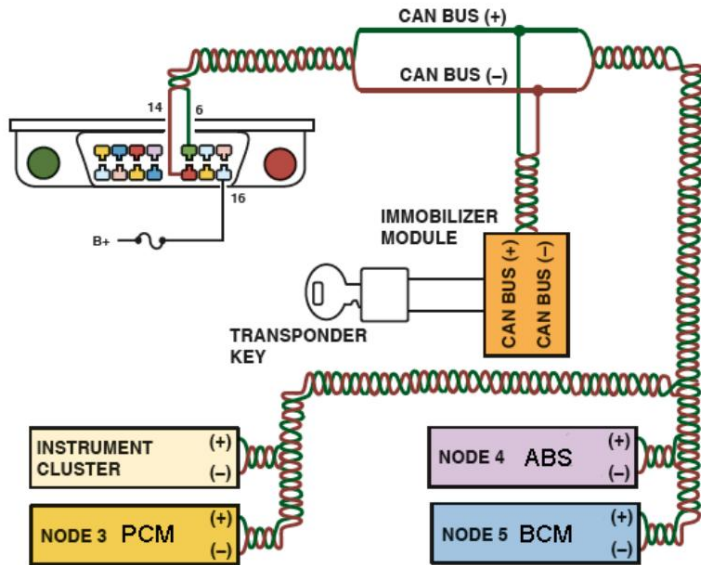 CAN BUS (+)
CAN BUS (–)
14
6
16
B+
IMMOBILIZER
MODULE
CAN BUS (+)
CAN BUS (–)
TRANSPONDER
KEY
INSTRUMENT
CLUSTER
(+)
(–)
NODE 4 ABS
(+)
(–)
NODE 3 PCM
(+)
(–)
NODE 5 BCM
(+)
(–)